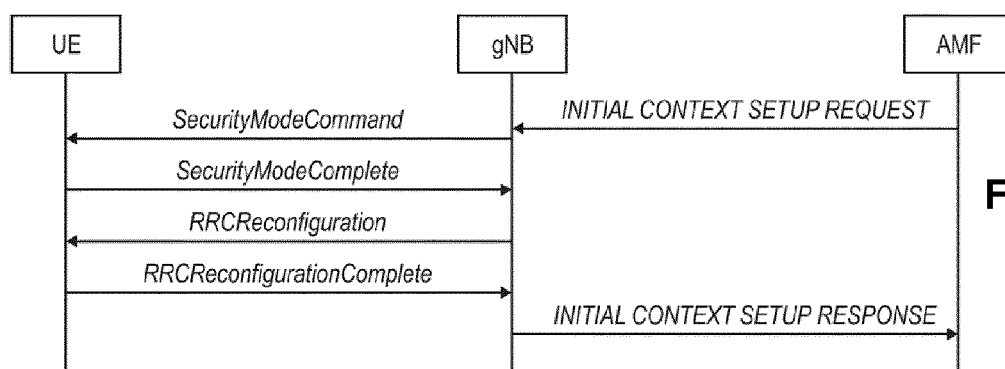 UE
gNB
AMF
INITIAL CONTEXT SETUP REQUEST
SecurityModeCommand
SecurityModeComplete
F
RRCReconfiguration
RRCReconfigurationComplete
INITIAL CONTEXT SETUP RESPONSE